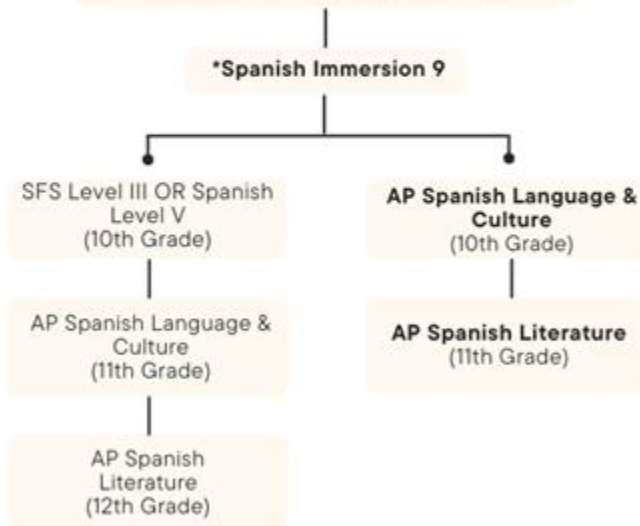 *Spanish Immersion 9
SFS Level III OR Spanish
Level V
(10th Grade)
AP Spanish Language &
Culture
(11th Grade)
AP Spanish
Literature
(12th Grade)
AP Spanish Language &
Culture
(10th Grade)
AP Spanish Literature
(11th Grade)